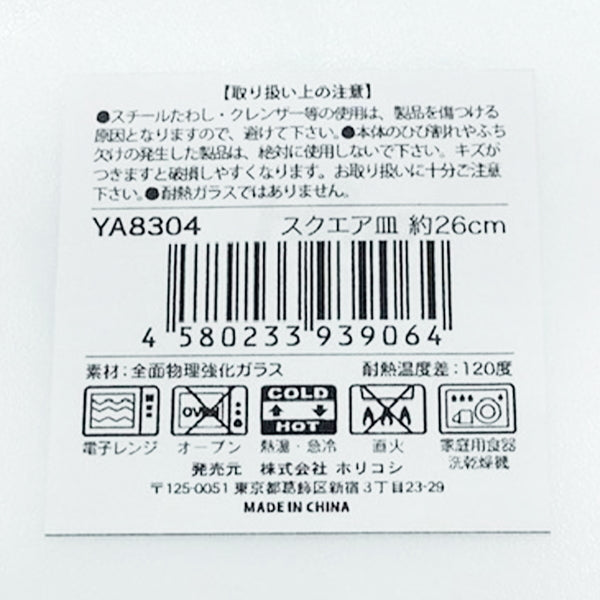 【取り扱い上の注意】
●スチールたわし・クレンザー等の使用は、製品を傷つける
原因となりますので、避けて下さい。●本体のひび割れやふち
欠けの発生した製品は、絶対に使用しないで下さい。キズが
つきますと破損しやすくなります。お取り扱いに十分ご注意
下さい。●耐熱ガラスではありません。
YA8304 スクエア皿 約26cm
4 580233 939064
素材：全面物理強化ガラス 耐熱温度差：120度
OVEN COLD
HOT
電子レンジ オーブン 熱湯・急冷 直火 家庭用食器
洗乾燥機
発売元 株式会社 ホリコシ
〒125-0051 東京都葛飾区新宿3丁目23-29
MADE IN CHINA